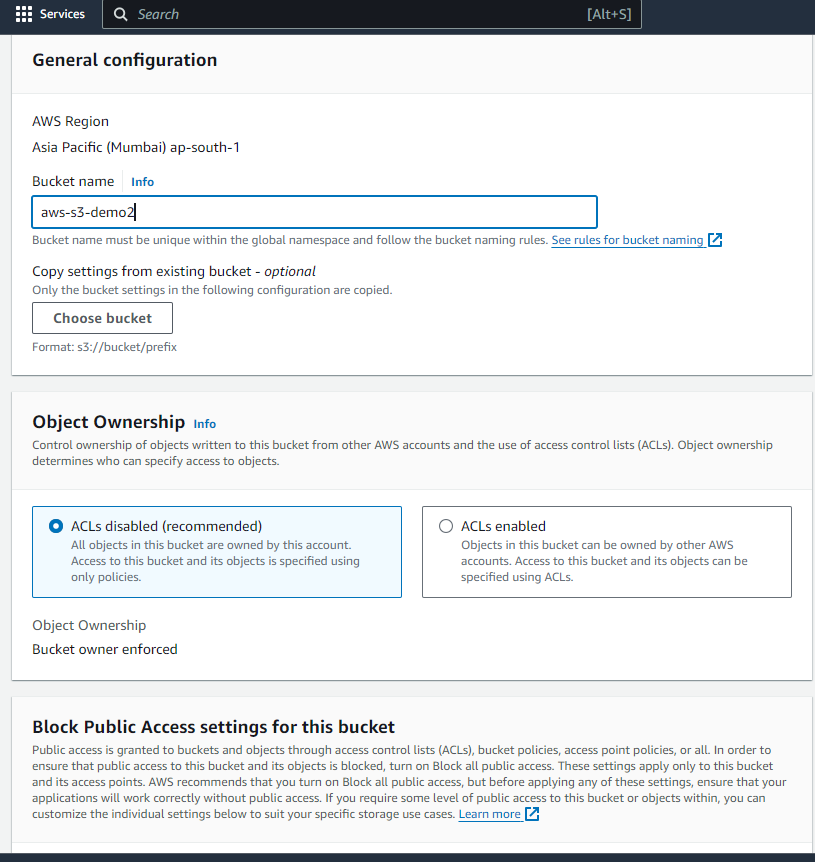 Services
Search
[Alt+S]
General configuration
AWS Region
Asia Pacific (Mumbai) ap-south-1
Bucket name Info
aws-s3-demo2
Bucket name must be unique within the global namespace and follow the bucket naming rules. See rules for bucket naming
Copy settings from existing bucket - optional
Only the bucket settings in the following configuration are copied.
Choose bucket
Format: s3://bucket/prefix
Object Ownership Info
Control ownership of objects written to this bucket from other AWS accounts and the use of access control lists (ACLs). Object ownership
determines who can specify access to objects.
ACLs disabled (recommended)
All objects in this bucket are owned by this account.
Access to this bucket and its objects is specified using
only policies.
ACLs enabled
Objects in this bucket can be owned by other AWS
accounts. Access to this bucket and its objects can be
specified using ACLs.
Object Ownership
Bucket owner enforced
Block Public Access settings for this bucket
Public access is granted to buckets and objects through access control lists (ACLs), bucket policies, access point policies, or all. In order to
ensure that public access to this bucket and its objects is blocked, turn on Block all public access. These settings apply only to this bucket
and its access points. AWS recommends that you turn on Block all public access, but before applying any of these settings, ensure that your
applications will work correctly without public access. If you require some level of public access to this bucket or objects within, you can
customize the individual settings below to suit your specific storage use cases. Learn more